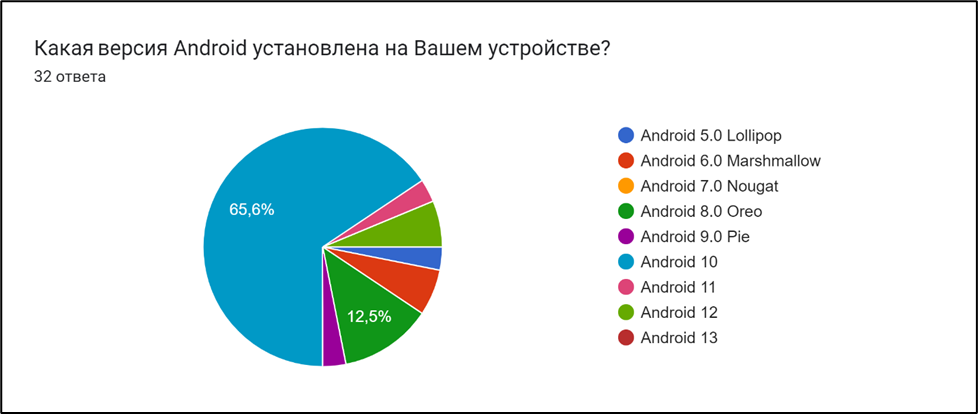 Какая версия Android установлена на Вашем устройстве?
32 ответа
65,6%
12,5%
Android 5.0 Lollipop
Android 6.0 Marshmallow
Android 7.0 Nougat
Android 8.0 Oreo
Android 9.0 Pie
Android 10
Android 11
Android 12
Android 13